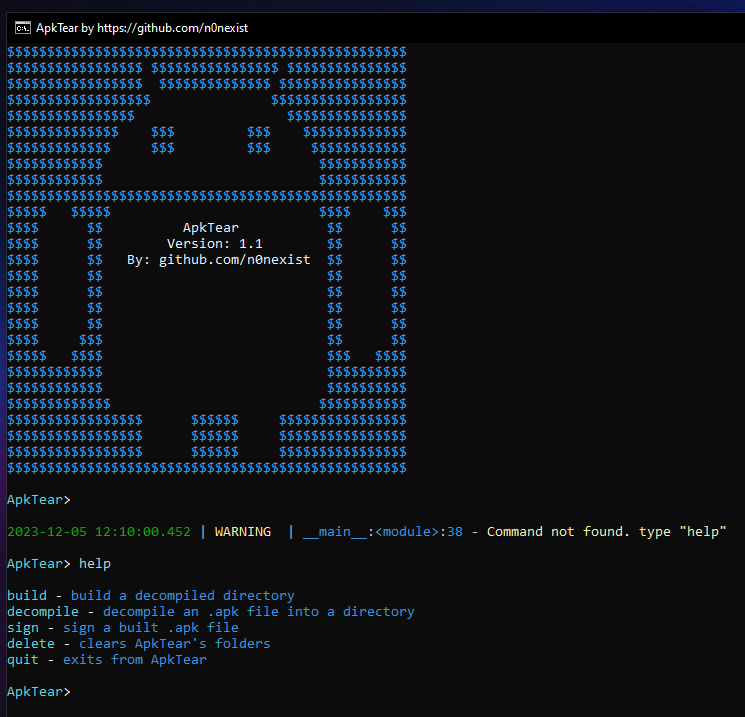 ApkTear by https://github.com/n0nexist
ApkTear
Version: 1.1
By: github.com/n0nexist
ApkTear>
2023-12-05 12:10:00.452 | WARNING  | __main__:<module>:38 - Command not found. type "help"
ApkTear> help
build - build a decompiled directory
decompile - decompile an .apk file into a directory
sign - sign a built .apk file
delete - clears ApkTear's folders
quit - exits from ApkTear
ApkTear>